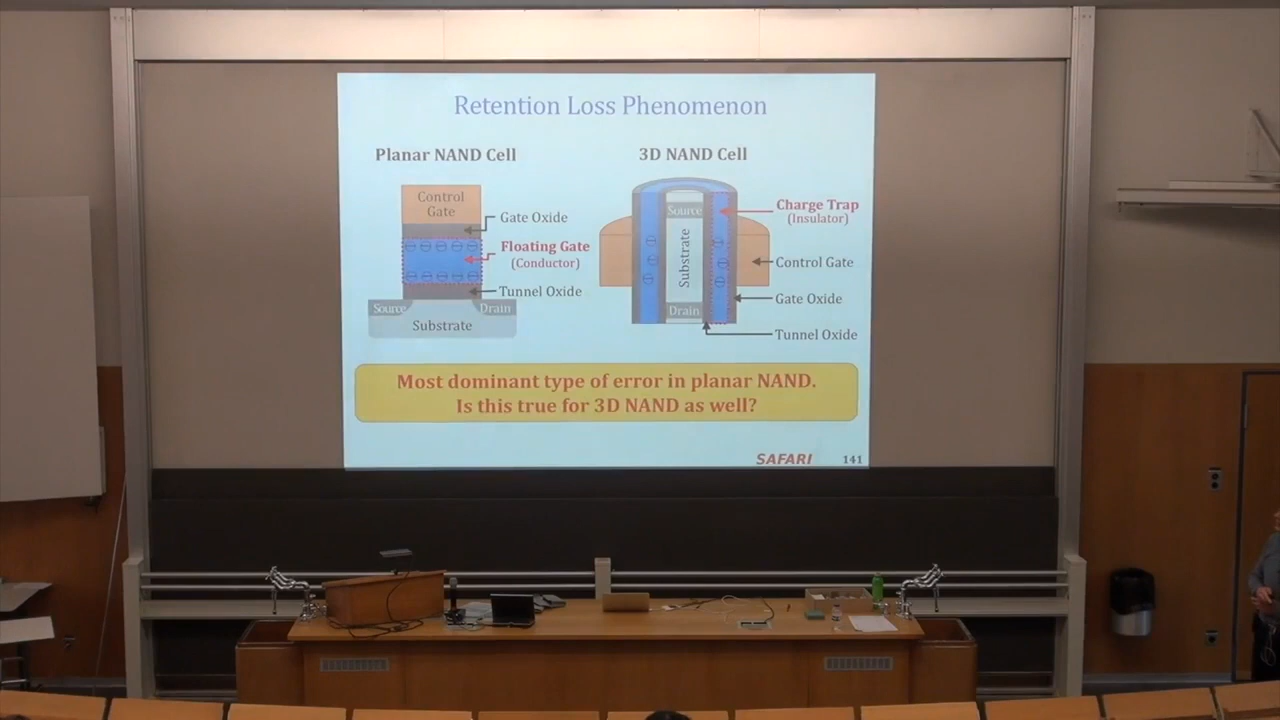 Retention Loss Phenomenon
Planar NAND Cell
Control
Gate
Gate Oxide
Floating Gate
(Conductor)
Tunnel Oxide
Source
Drain
Substrate
3D NAND Cell
Source
Substrate
Drain
Charge Trap
(Insulator)
Control Gate
Gate Oxide
Tunnel Oxide
Most dominant type of error in planar NAND.
Is this true for 3D NAND as well?
SAFARI
141